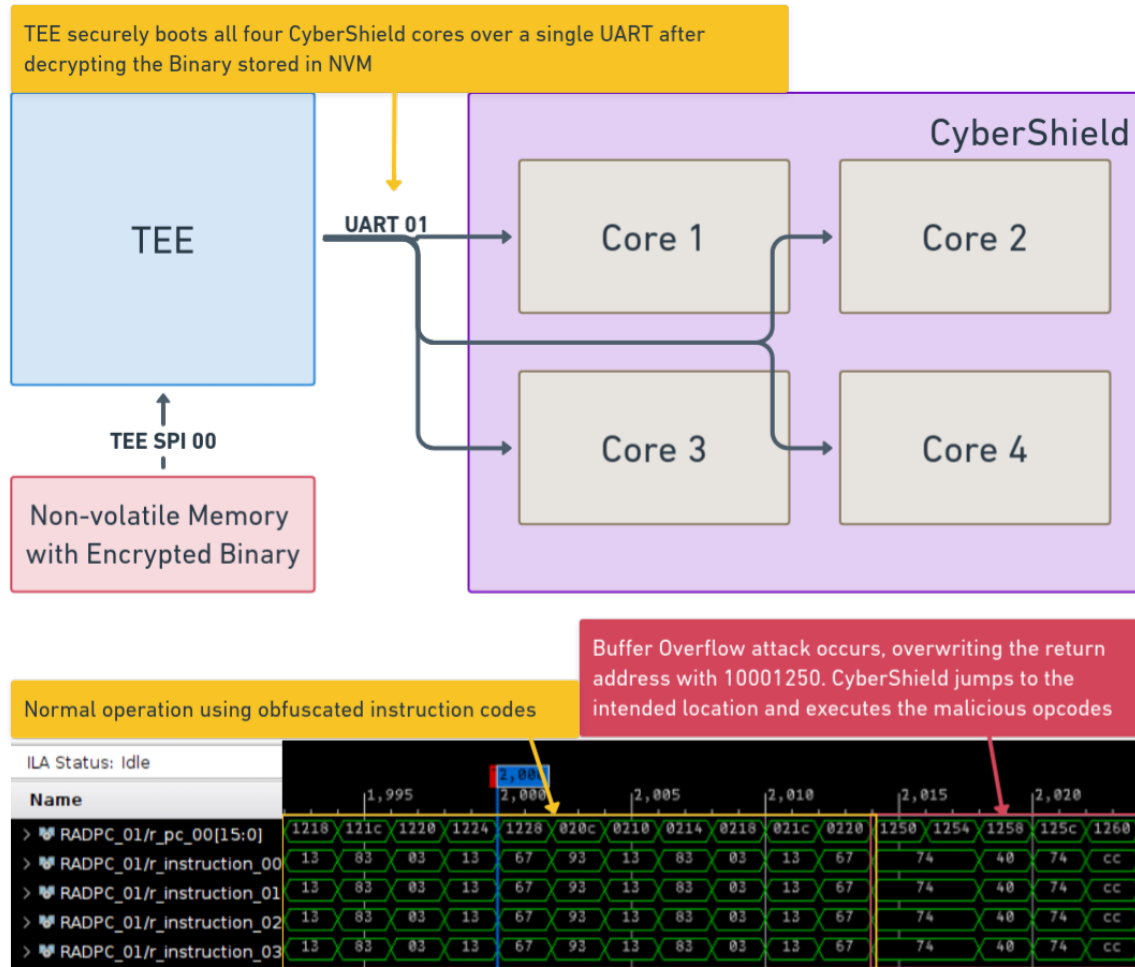 TEE securely boots all four CyberShield cores over a single UART after
decrypting the Binary stored in NVM
CyberShield
TEE
UART 01
Core 1
Core 2
Core 3
Core 4
TEE SPI 00
Non-volatile Memory
with Encrypted Binary
Buffer Overflow attack occurs, overwriting the return
address with 10001250. CyberShield jumps to the
intended location and executes the malicious opcodes
Normal operation using obfuscated instruction codes
ILA Status: Idle
2,000
Name
1,995 2,000 2,005 2,010 2,015 2,020
RADPC_01/r_pc_00[15:0] 1218 121c 1220 1224 1228 020c 0210 0214 0218 021c 0220 1250 1254 1258 125c 1260
RADPC_01/r_instruction_00 13 83 03 13 67 93 13 83 03 13 67 74 40 74 cc
RADPC_01/r_instruction_01 13 83 03 13 67 93 13 83 03 13 67 74 40 74 cc
RADPC_01/r_instruction_02 13 83 03 13 67 93 13 83 03 13 67 74 40 74 cc
RADPC_01/r_instruction_03 13 83 03 13 67 93 13 83 03 13 67 74 40 74 cc